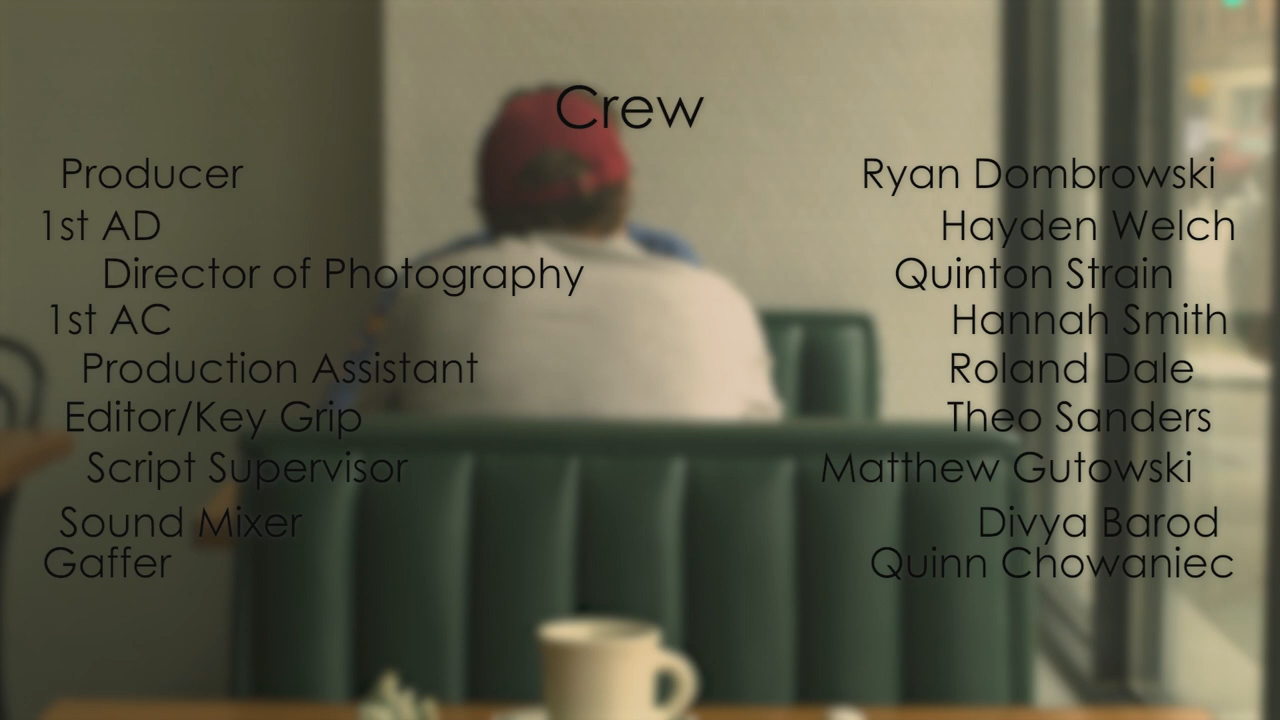 Crew
Producer Ryan Dombrowski
1st AD Hayden Welch
Director of Photography Quinton Strain
1st AC Hannah Smith
Production Assistant Roland Dale
Editor/Key Grip Theo Sanders
Script Supervisor Matthew Gutowski
Sound Mixer Divya Barod
Gaffer Quinn Chowaniec